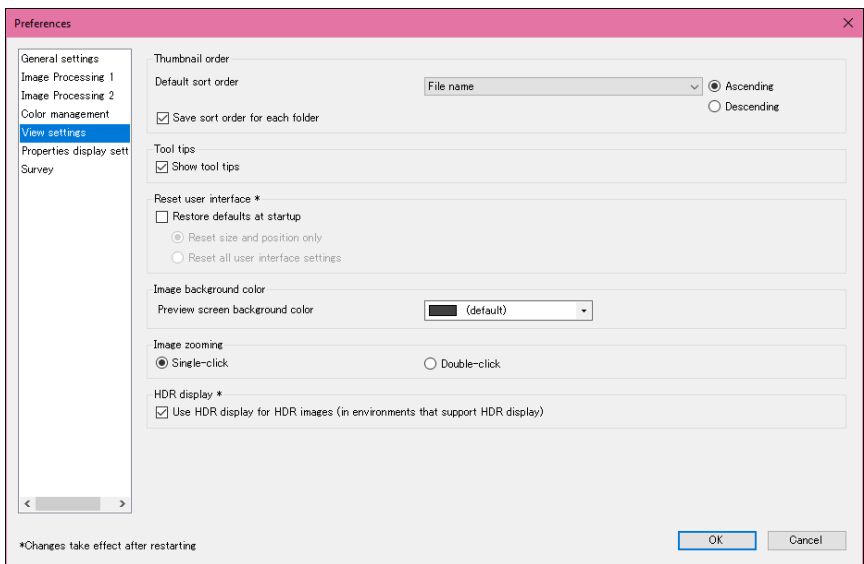 Preferences
General settings
Image Processing 1
Image Processing 2
Color management
View settings
Properties display sett
Survey
Thumbnail order
Default sort order
File name
Ascending
Descending
Save sort order for each folder
Tool tips
Show tool tips
Reset user interface *
Restore defaults at startup
Reset size and position only
Reset all user interface settings
Image background color
Preview screen background color
(default)
Image zooming
Single-click
Double-click
HDR display *
Use HDR display for HDR images (in environments that support HDR display)
*Changes take effect after restarting
OK
Cancel